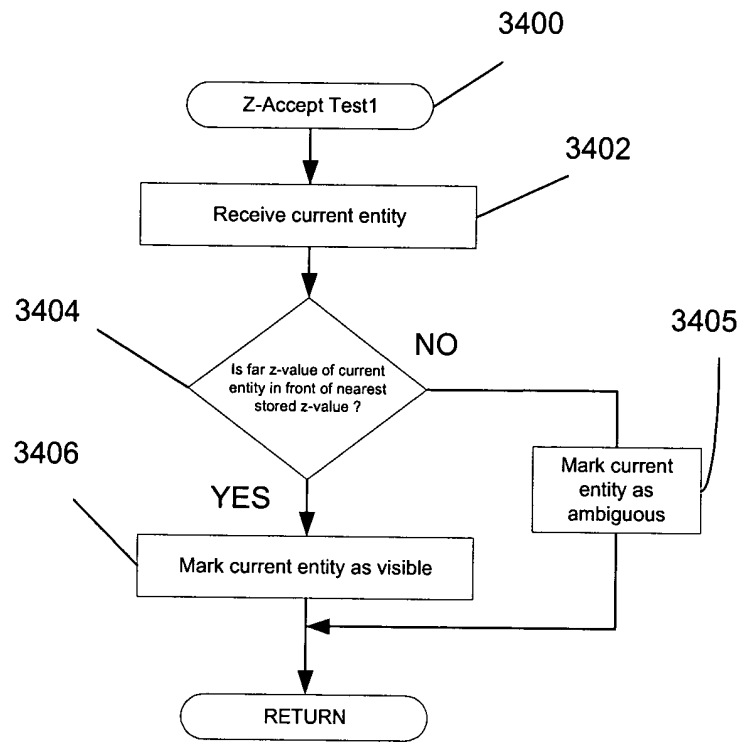 3400
Z-Accept Test1
3402
Receive current entity
3404
3405
NO
Is far z-value of current
entity in front of nearest
stored z-value ?
3406
Mark current
entity as
ambiguous
YES
Mark current entity as visible
RETURN